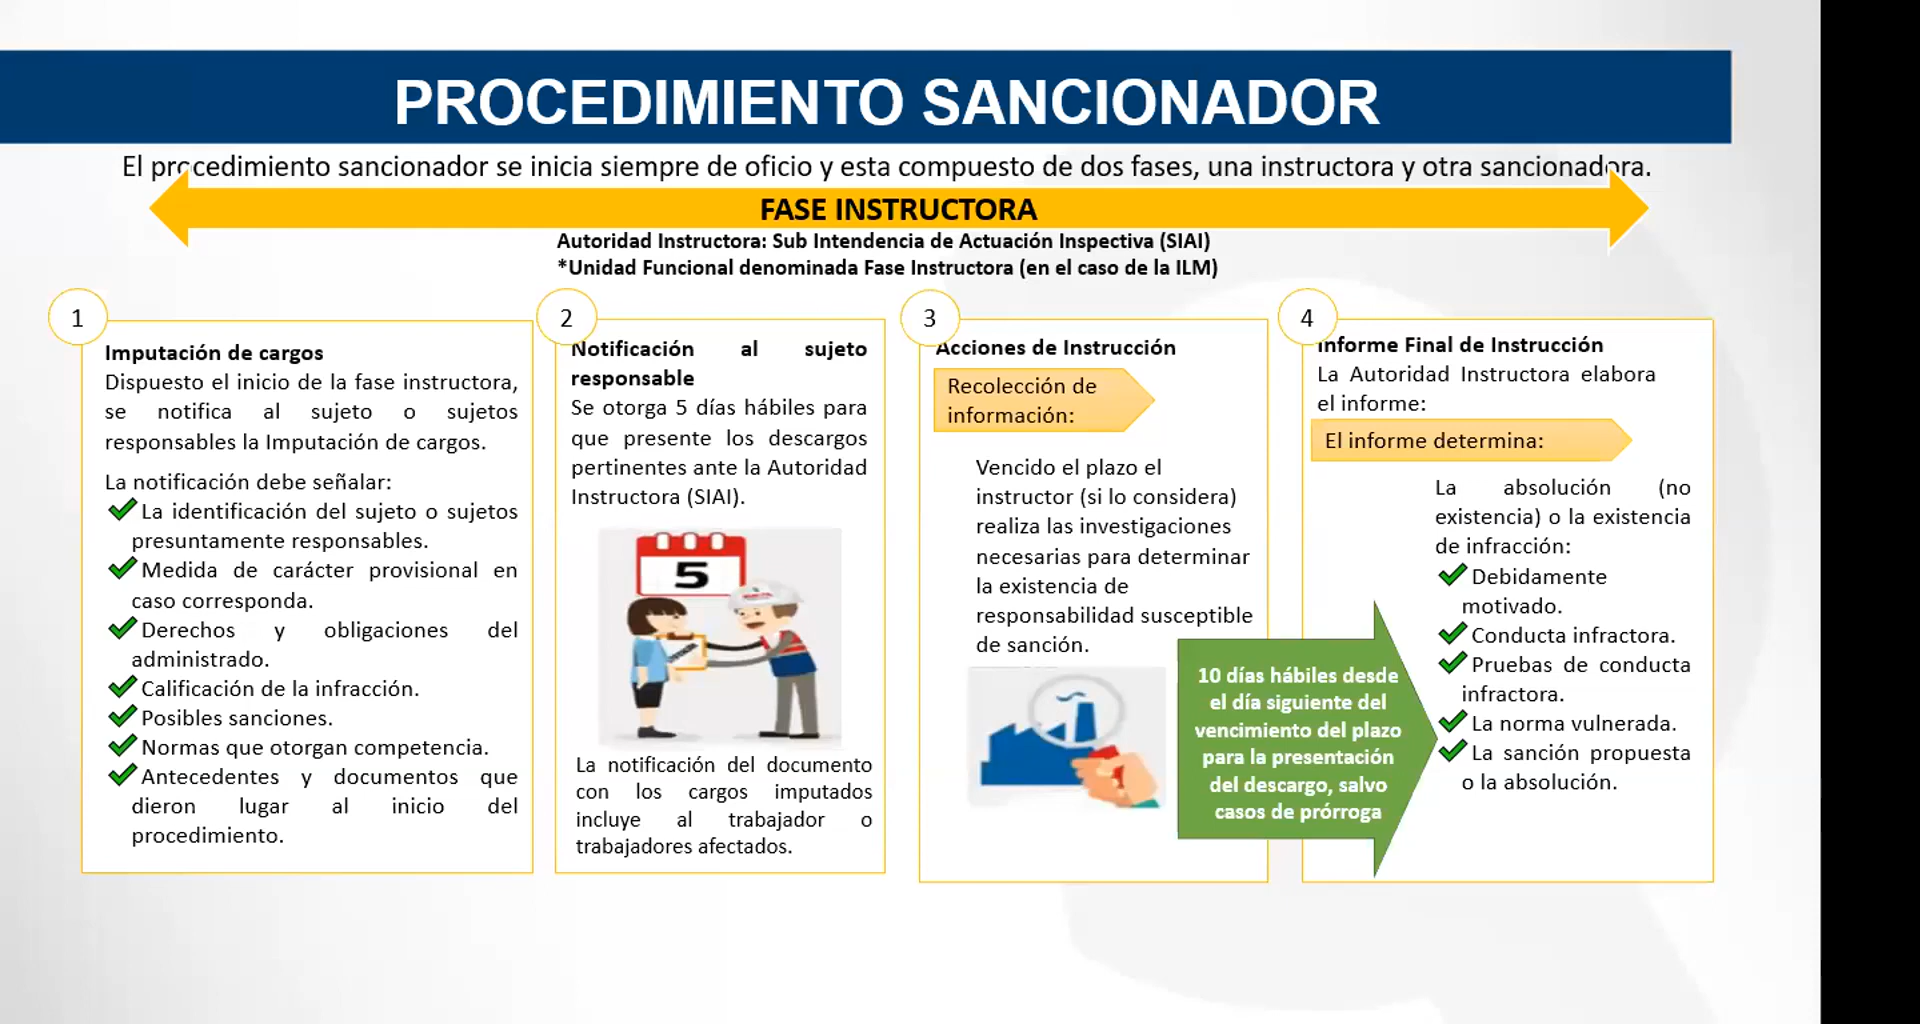 PROCEDIMIENTO SANCIONADOR
El procedimiento sancionador se inicia siempre de oficio y esta compuesto de dos fases, una instructora y otra sancionadora.
FASE INSTRUCTORA
Autoridad Instructora: Sub Intendencia de Actuación Inspectiva (SIAI)
*Unidad Funcional denominada Fase Instructora (en el caso de la ILM)
1
Imputación de cargos
Dispuesto el inicio de la fase instructora,
se notifica al sujeto o sujetos
responsables la Imputación de cargos.
La notificación debe señalar:
La identificación del sujeto o sujetos
presuntamente responsables.
Medida de carácter provisional en
caso corresponda.
Derechos y obligaciones del
administrado.
Calificación de la infracción.
Posibles sanciones.
Normas que otorgan competencia.
Antecedentes y documentos que
dieron lugar al inicio del
procedimiento.
2
Notificación al sujeto
responsable
Se otorga 5 días hábiles para
que presente los descargos
pertinentes ante la Autoridad
Instructora (SIAI).
5
La notificación del documento
con los cargos imputados
incluye al trabajador o
trabajadores afectados.
3
Acciones de Instrucción
Recolección de
información:
Vencido el plazo el
instructor (si lo considera)
realiza las investigaciones
necesarias para determinar
la existencia de
responsabilidad susceptible
de sanción.
10 días hábiles desde
el día siguiente del
vencimiento del plazo
para la presentación
del descargo, salvo
casos de prórroga
4
Informe Final de Instrucción
La Autoridad Instructora elabora
el informe:
El informe determina:
La absolución (no
existencia) o la existencia
de infracción:
Debidamente
motivado.
Conducta infractora.
Pruebas de conducta
infractora.
La norma vulnerada.
La sanción propuesta
o la absolución.